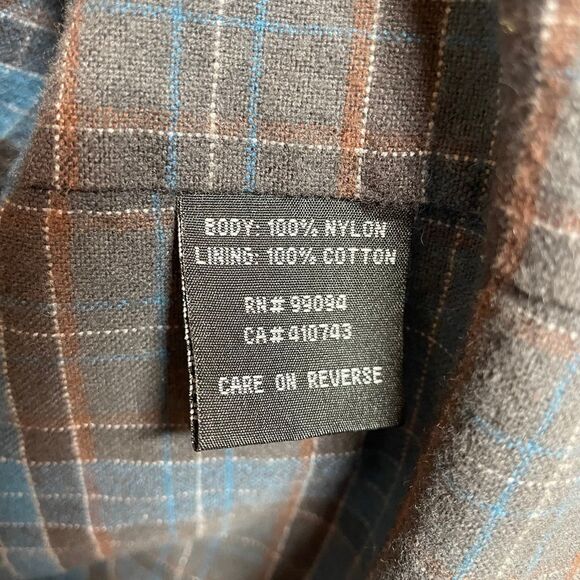 BODY: 100% NYLON
LINING: 100% COTTON
RN# 99094
CA# 410743
CARE ON REVERSE